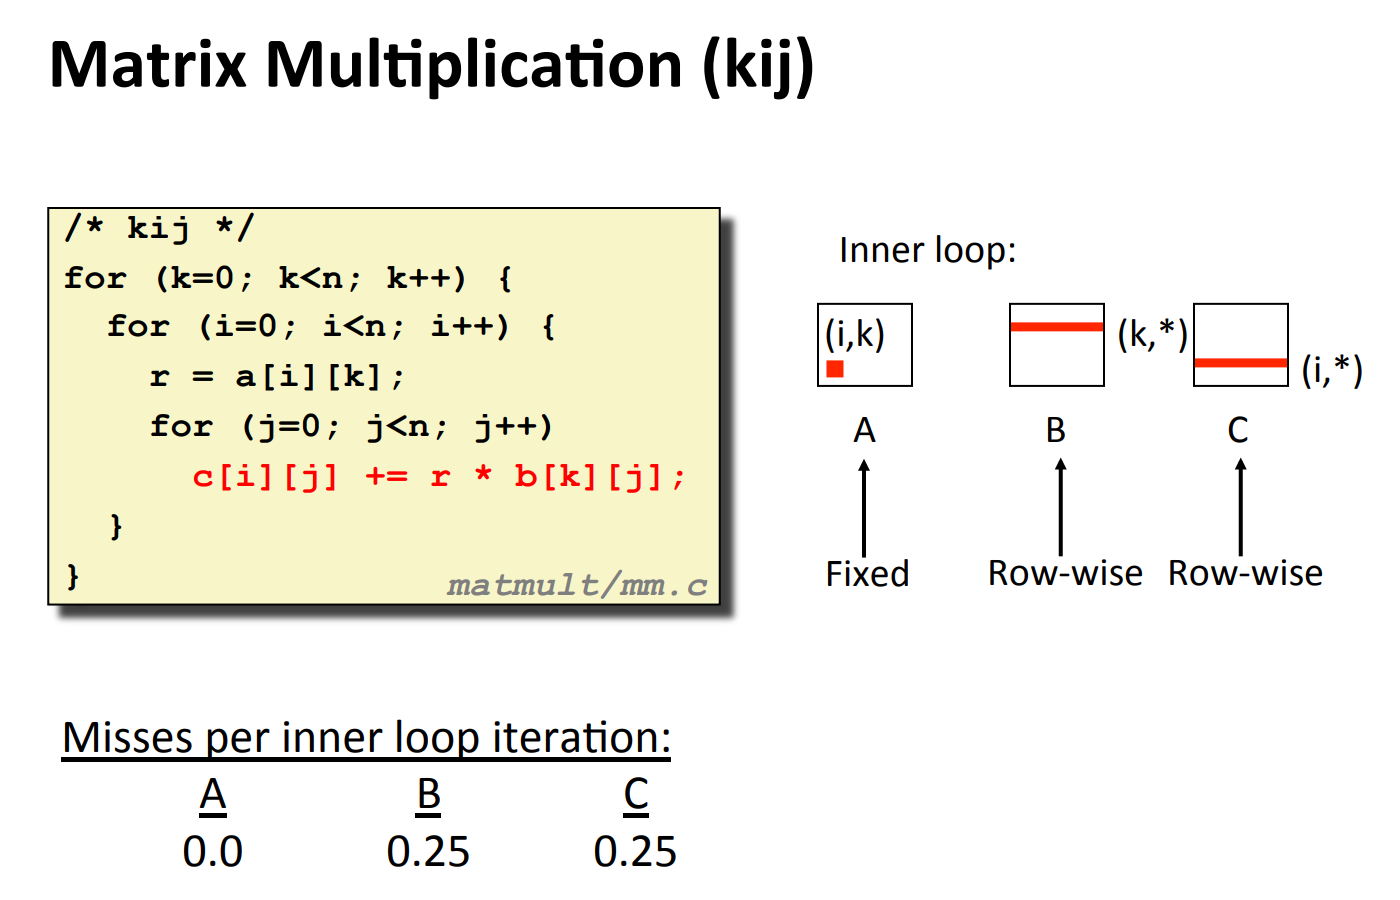 Matrix Multiplication (kij)
/* kij */
for (k=0; k<n; k++) {
for (i=0; i<n; i++) {
r = a[i][k];
for (j=0; j<n; j++)
c[i][j] += r * b[k][j];
}
}
matmult/mm.c
Inner loop:
(i,k)
(k,*)
(i,*)
A B C
Fixed Row-wise Row-wise
Misses per inner loop iteration:
A B C
0.0 0.25 0.25